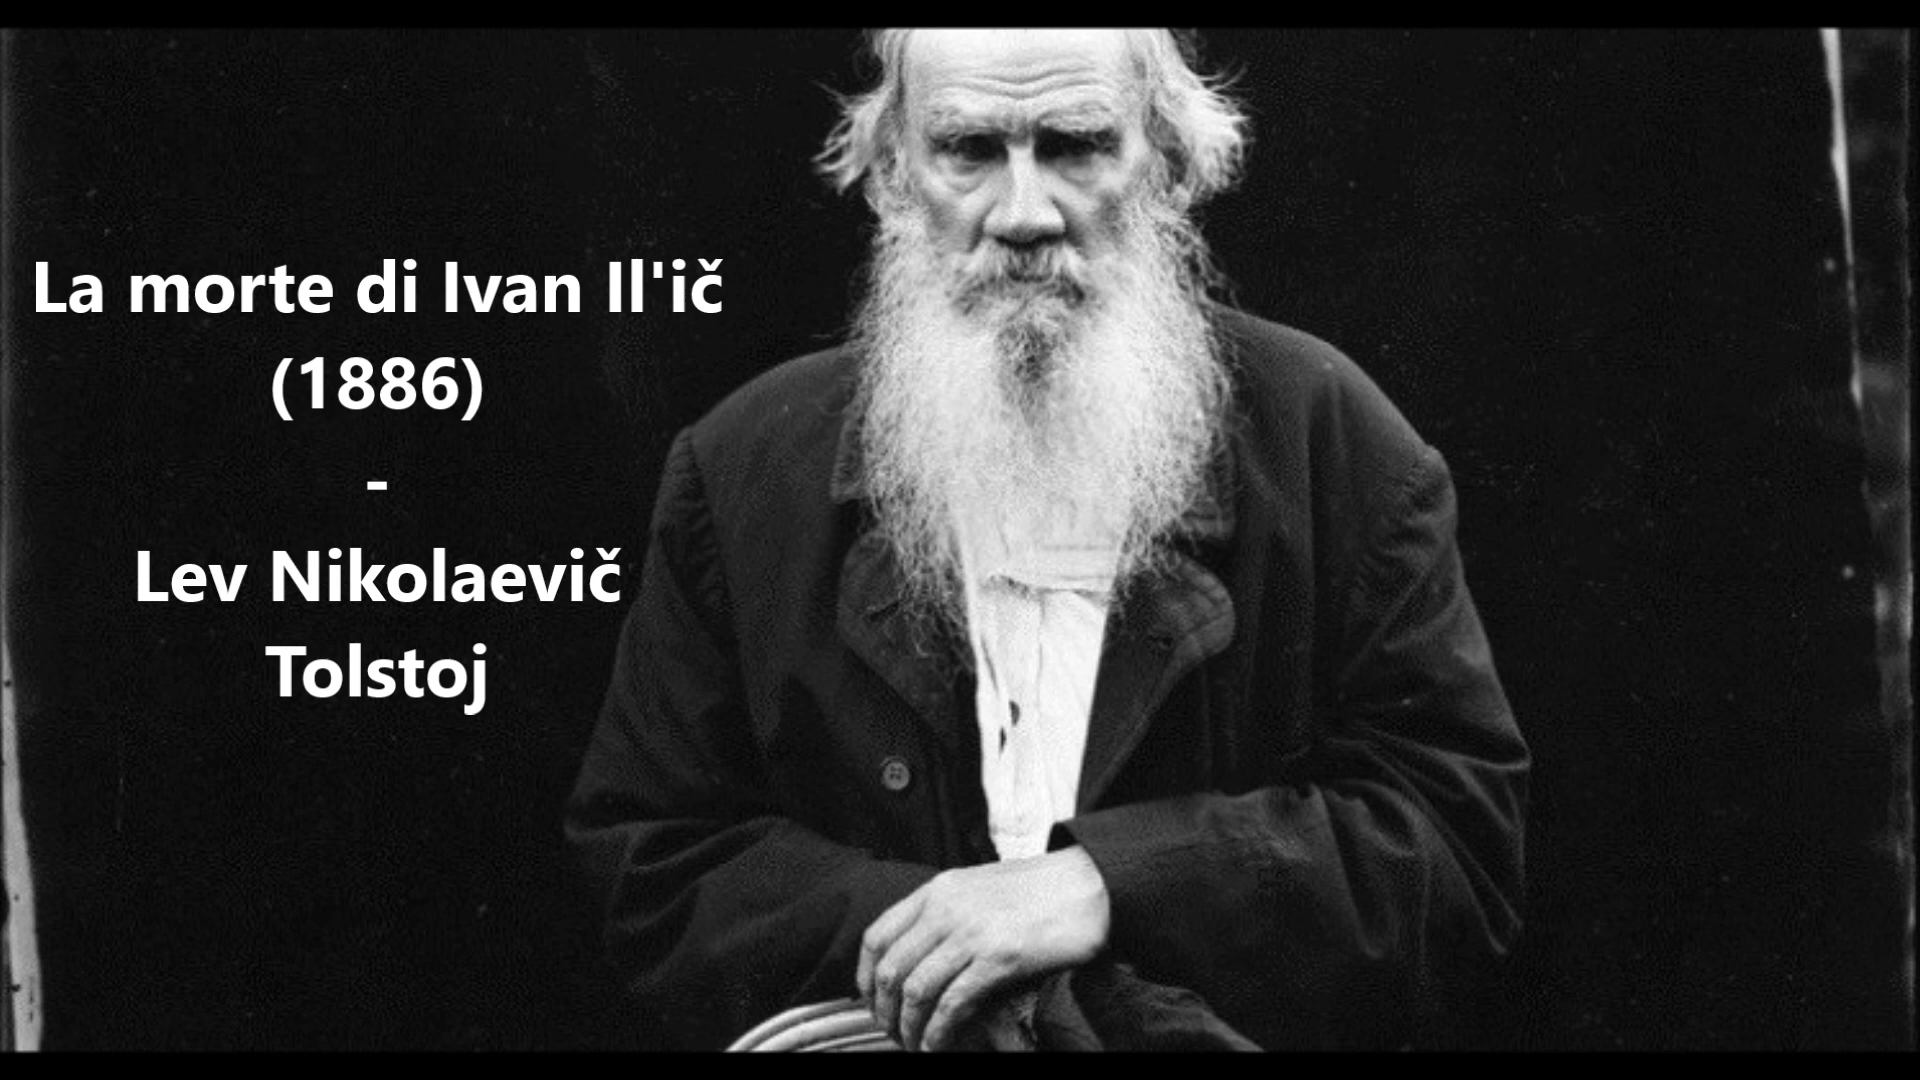 La morte di Ivan Il'ič
(1886)
-
Lev Nikolaevič
Tolstoj